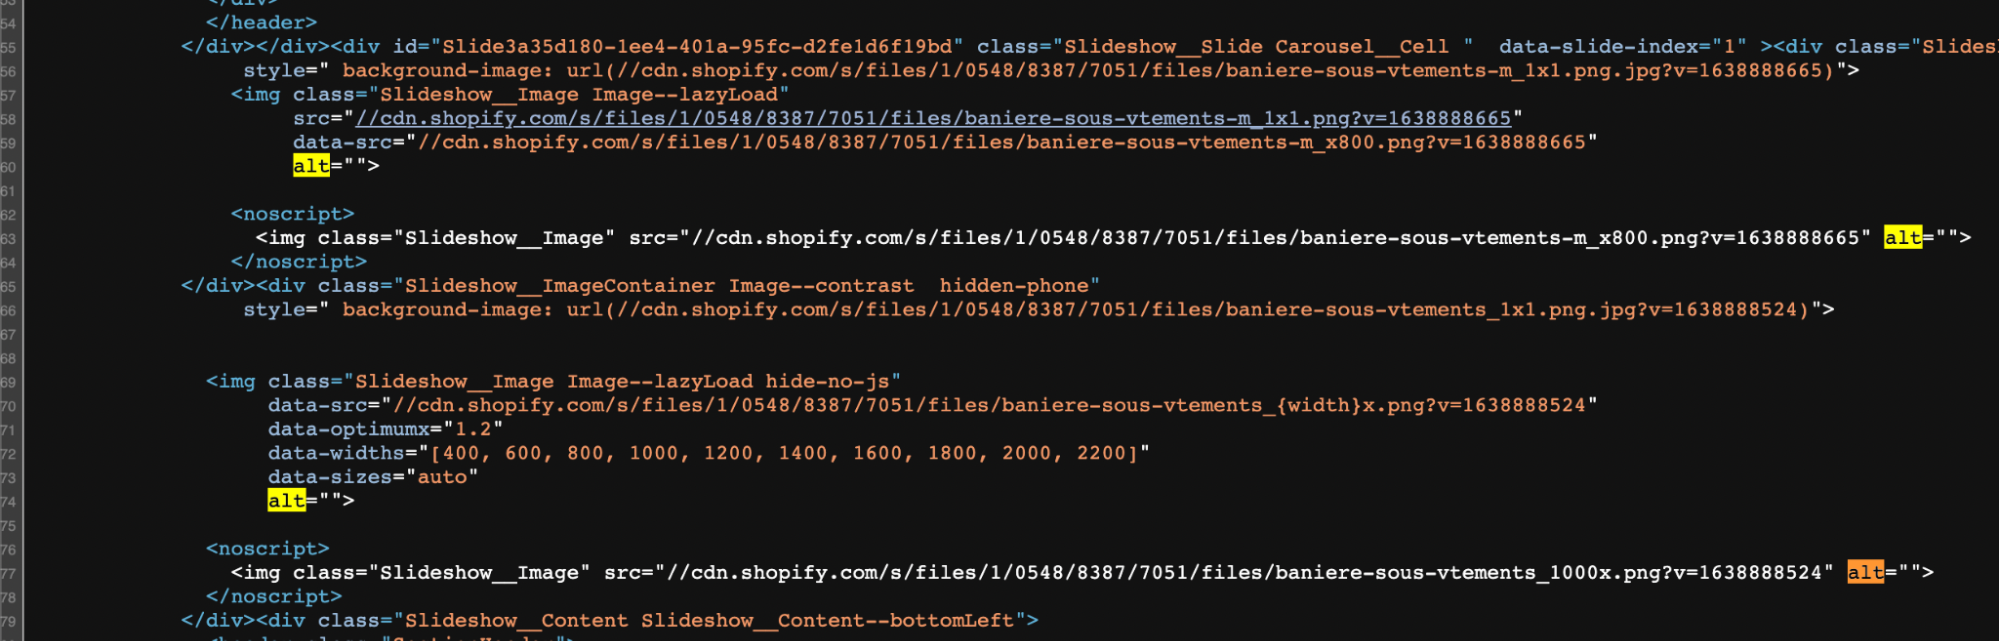 53 </div>
54 </header>
55 </div></div><div id="Slide3a35d180-1ee4-401a-95fc-d2fe1d6f19bd" class="Slideshow__Slide Carousel__Cell "  data-slide-index="1" ><div class="Slides
56 style=" background-image: url(//cdn.shopify.com/s/files/1/0548/8387/7051/files/baniere-sous-vtements-m_1x1.png.jpg?v=1638888665)">
57 <img class="Slideshow__Image Image--lazyLoad"
58 src="//cdn.shopify.com/s/files/1/0548/8387/7051/files/baniere-sous-vtements-m_1x1.png?v=1638888665"
59 data-src="//cdn.shopify.com/s/files/1/0548/8387/7051/files/baniere-sous-vtements-m_x800.png?v=1638888665"
60 alt="">
61
62 <noscript>
63 <img class="Slideshow__Image" src="//cdn.shopify.com/s/files/1/0548/8387/7051/files/baniere-sous-vtements-m_x800.png?v=1638888665" alt="">
64 </noscript>
65 </div><div class="Slideshow__ImageContainer Image--contrast  hidden-phone"
66 style=" background-image: url(//cdn.shopify.com/s/files/1/0548/8387/7051/files/baniere-sous-vtements_1x1.png.jpg?v=1638888524)">
67
68
69 <img class="Slideshow__Image Image--lazyLoad hide-no-js"
70 data-src="//cdn.shopify.com/s/files/1/0548/8387/7051/files/baniere-sous-vtements_{width}x.png?v=1638888524"
71 data-optimumx="1.2"
72 data-widths="[400, 600, 800, 1000, 1200, 1400, 1600, 1800, 2000, 2200]"
73 data-sizes="auto"
74 alt="">
75
76 <noscript>
77 <img class="Slideshow__Image" src="//cdn.shopify.com/s/files/1/0548/8387/7051/files/baniere-sous-vtements_1000x.png?v=1638888524" alt="">
78 </noscript>
79 </div><div class="Slideshow__Content Slideshow__Content--bottomLeft">
<header class="SectionHeader">